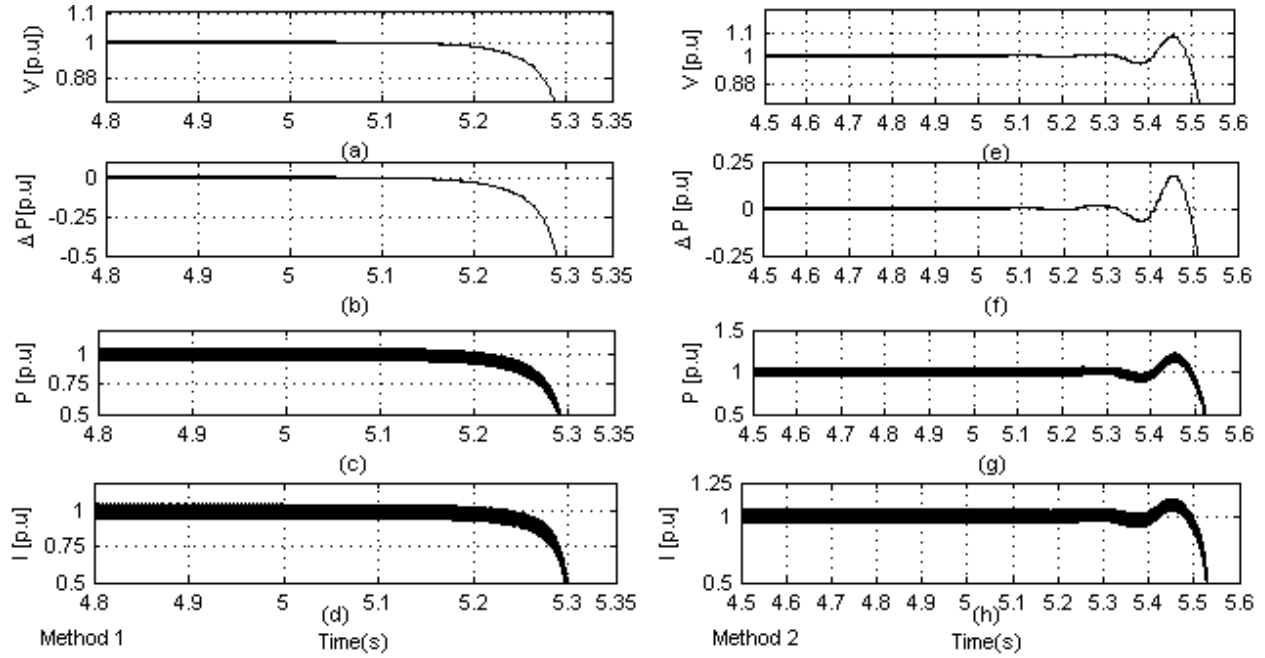 1.1
1
0.88
V [p.u])
4.8 4.9 5 5.1 5.2 5.3 5.35
(a)
0
-0.25
-0.5
Δ P[p.u]
4.8 4.9 5 5.1 5.2 5.3 5.35
(b)
1
0.75
0.5
P [p.u]
4.8 4.9 5 5.1 5.2 5.3 5.35
(c)
1
0.75
0.5
I [p.u]
4.8 4.9 5 5.1 5.2 5.3 5.35
(d)
Method 1 Time(s)
1.1
1
0.88
V [p.u]
4.5 4.6 4.7 4.8 4.9 5 5.1 5.2 5.3 5.4 5.5 5.6
(e)
0.25
0
-0.25
Δ P [p.u]
4.5 4.6 4.7 4.8 4.9 5 5.1 5.2 5.3 5.4 5.5 5.6
(f)
1.5
1
0.5
P [p.u]
4.5 4.6 4.7 4.8 4.9 5 5.1 5.2 5.3 5.4 5.5 5.6
(g)
1.25
1
0.5
I [p.u]
4.5 4.6 4.7 4.8 4.9 5 5.1 5.2 5.3 5.4 5.5 5.6
(h)
Method 2 Time(s)